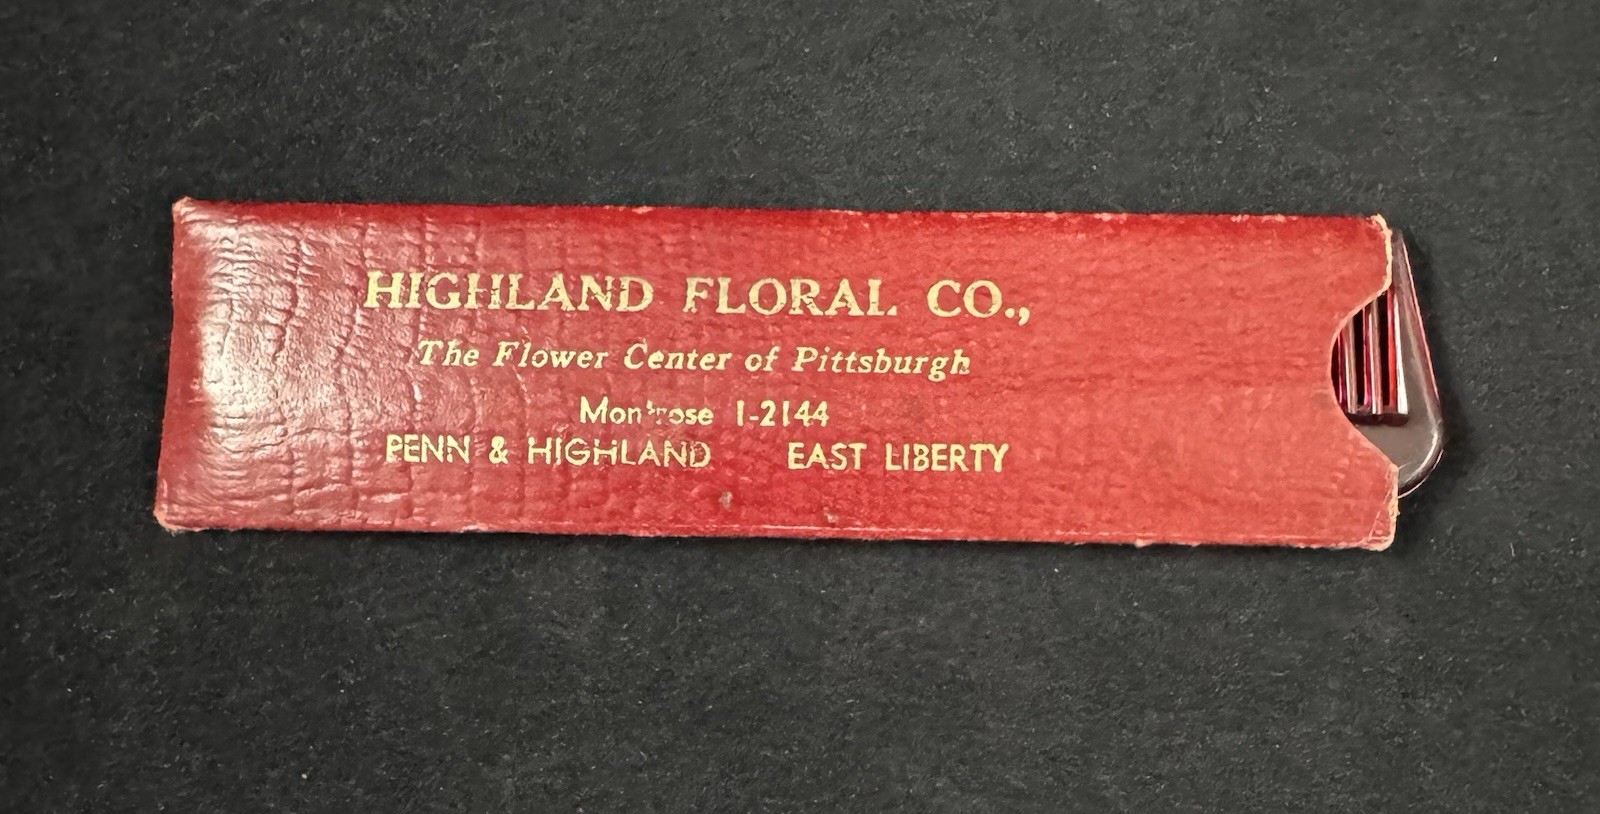 HIGHLAND FLORAL CO.,
The Flower Center of Pittsburgh
Montrose 1-2144
PENN & HIGHLAND EAST LIBERTY